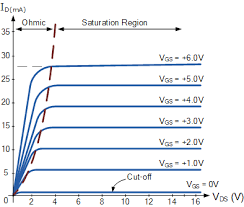 I_D(mA)
Ohmic
Saturation Region
35
30
25
20
15
10
5
0
V_GS = +6.0V
V_GS = +5.0V
V_GS = +4.0V
V_GS = +3.0V
V_GS = +2.0V
V_GS = +1.0V
Cut-off
V_GS = 0V
0
2
4
6
8
10
12
14
16
V_DS (V)